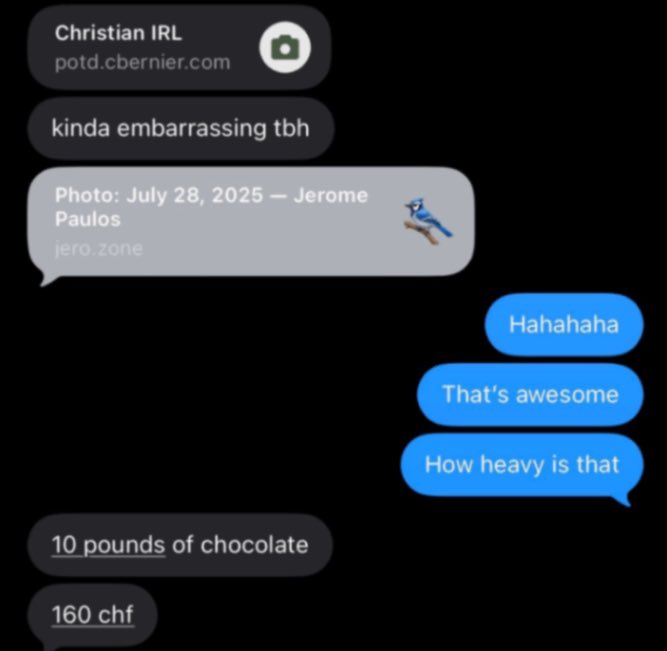 Christian IRL
potd.cbernier.com
kinda embarrassing tbh
Photo: July 28, 2025 — Jerome
Paulos
jero.zone
Hahahaha
That’s awesome
How heavy is that
10 pounds of chocolate
160 chf